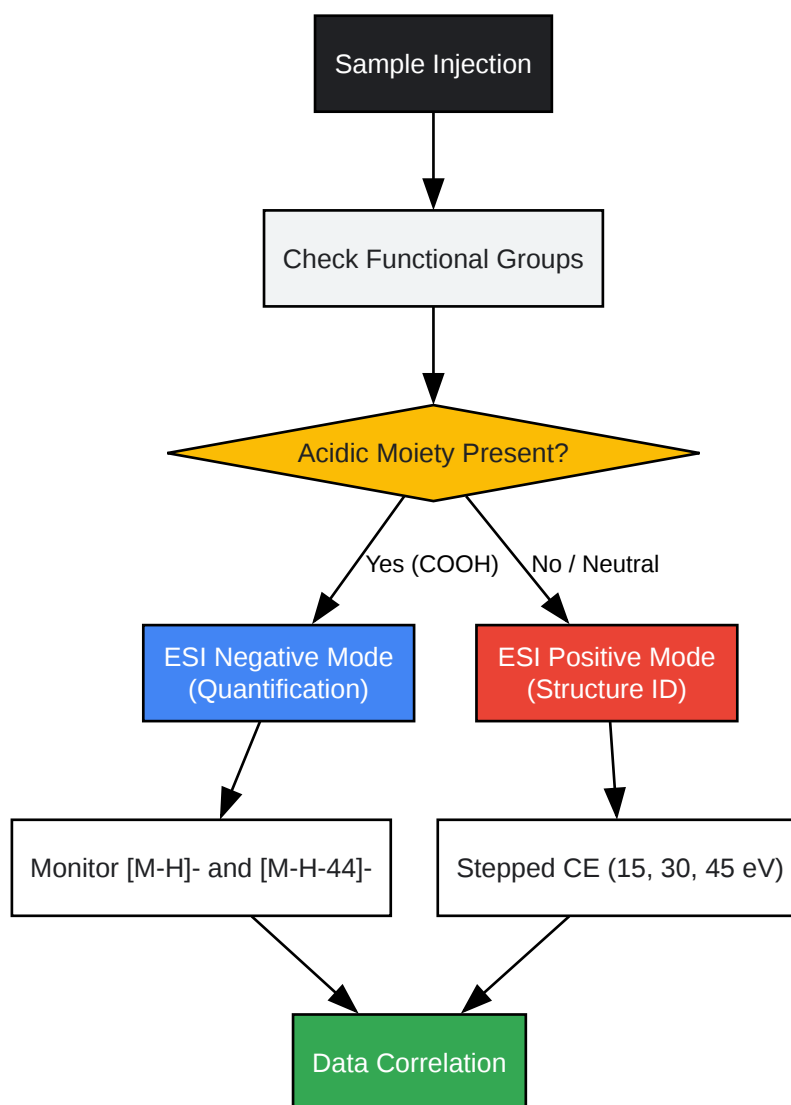 Sample Injection
Check Functional Groups
Acidic Moiety Present?
Yes (COOH)
No / Neutral
ESI Negative Mode
(Quantification)
ESI Positive Mode
(Structure ID)
Monitor [M-H]- and [M-H-44]-
Stepped CE (15, 30, 45 eV)
Data Correlation